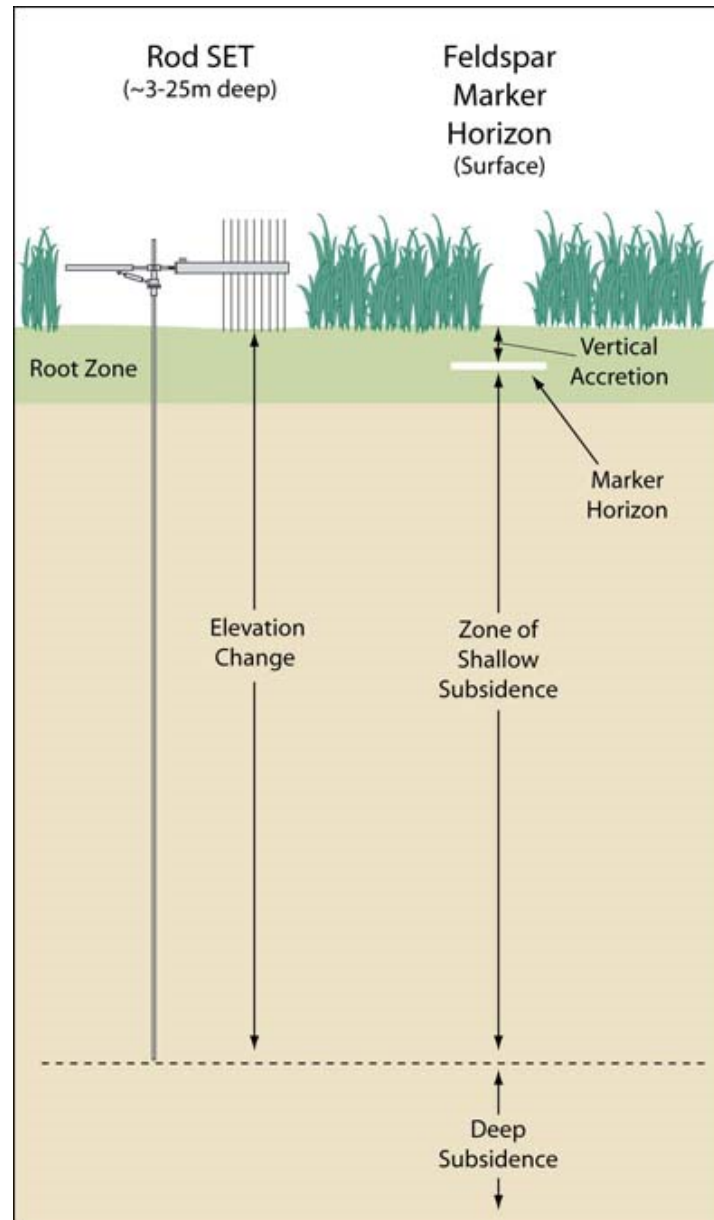 Rod SET
(~3-25m deep)
Feldspar
Marker
Horizon
(Surface)
Root Zone
Vertical
Accretion
Marker
Horizon
Elevation
Change
Zone of
Shallow
Subsidence
Deep
Subsidence